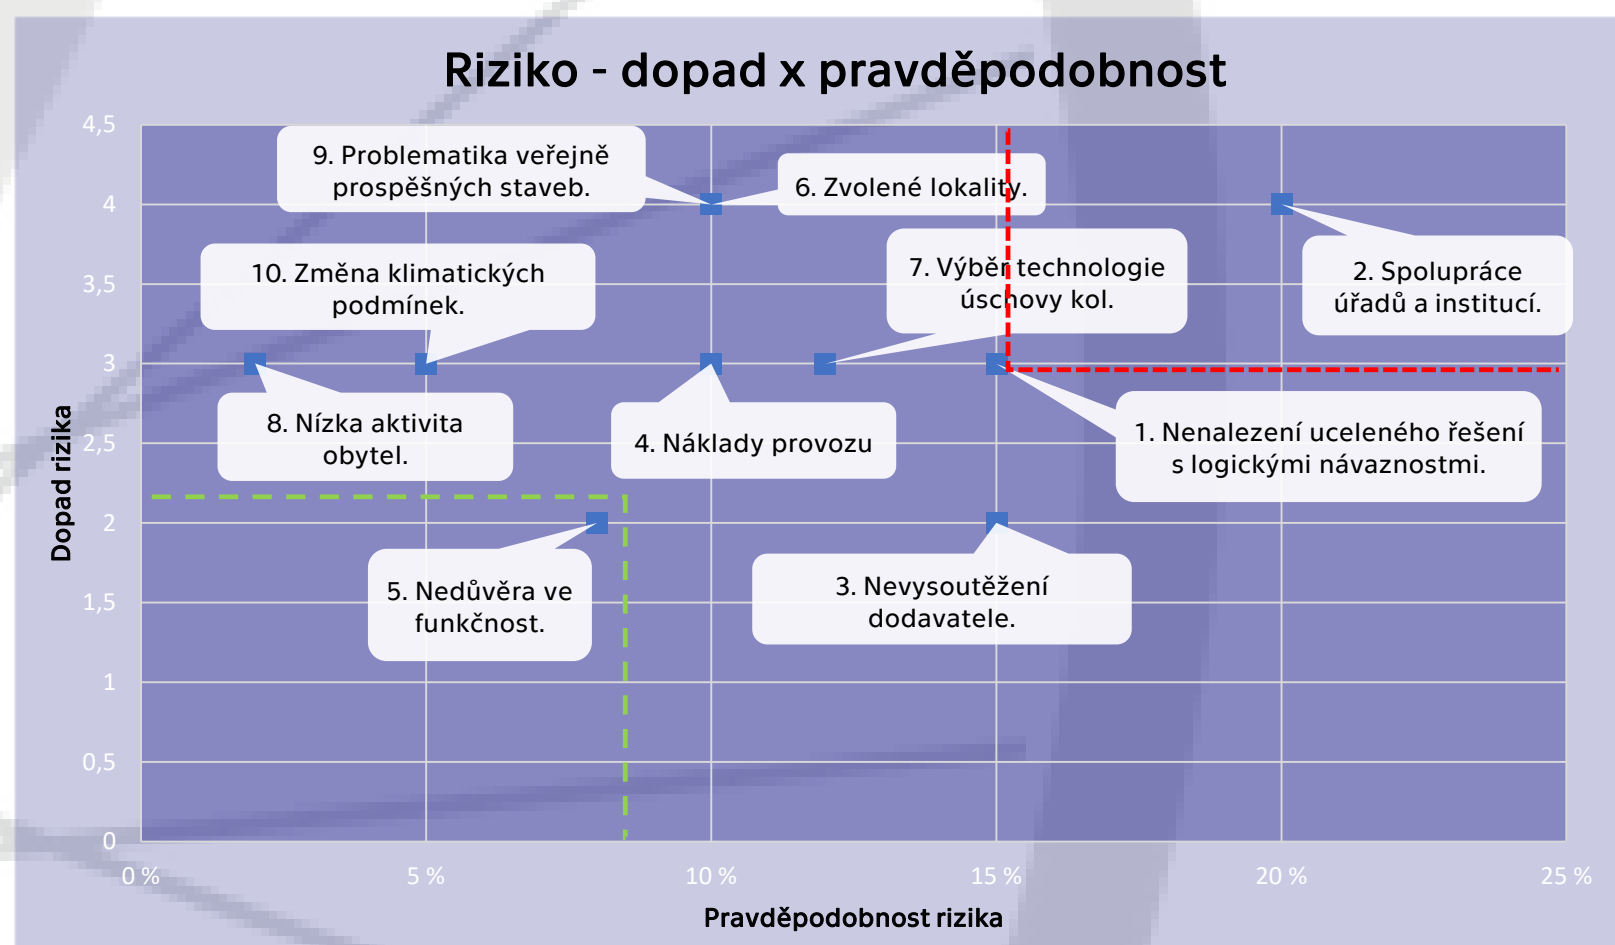 Riziko - dopad x pravděpodobnost
4,5
4
3,5
3
2,5
2
1,5
1
0,5
0
Dopad rizika
9. Problematika veřejně
prospěšných staveb.
6. Zvolené lokality.
10. Změna klimatických
podmínek.
7. Výběr technologie
úschovy kol.
2. Spolupráce
úřadů a institucí.
8. Nízka aktivita
obytel.
4. Náklady provozu
1. Nenalezení uceleného řešení
s logickými návaznostmi.
5. Nedůvěra ve
funkčnost.
3. Nevysoutěžení
dodavatele.
0 %
5 %
10 %
15 %
20 %
25 %
Pravděpodobnost rizika